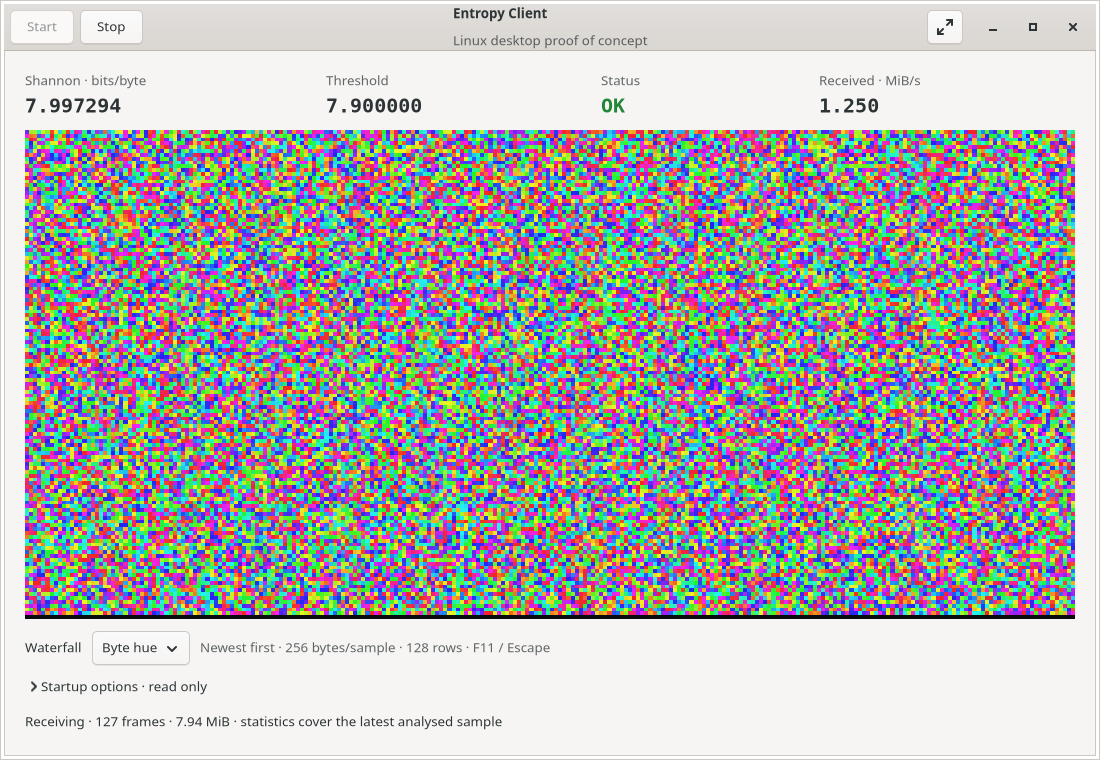 Start
Stop
Entropy Client
Linux desktop proof of concept
Shannon · bits/byte
Threshold
Status
Received · MiB/s
7.997294
7.900000
OK
1.250
Waterfall
Byte hue
Newest first · 256 bytes/sample · 128 rows · F11 / Escape
Startup options · read only
Receiving · 127 frames · 7.94 MiB · statistics cover the latest analysed sample